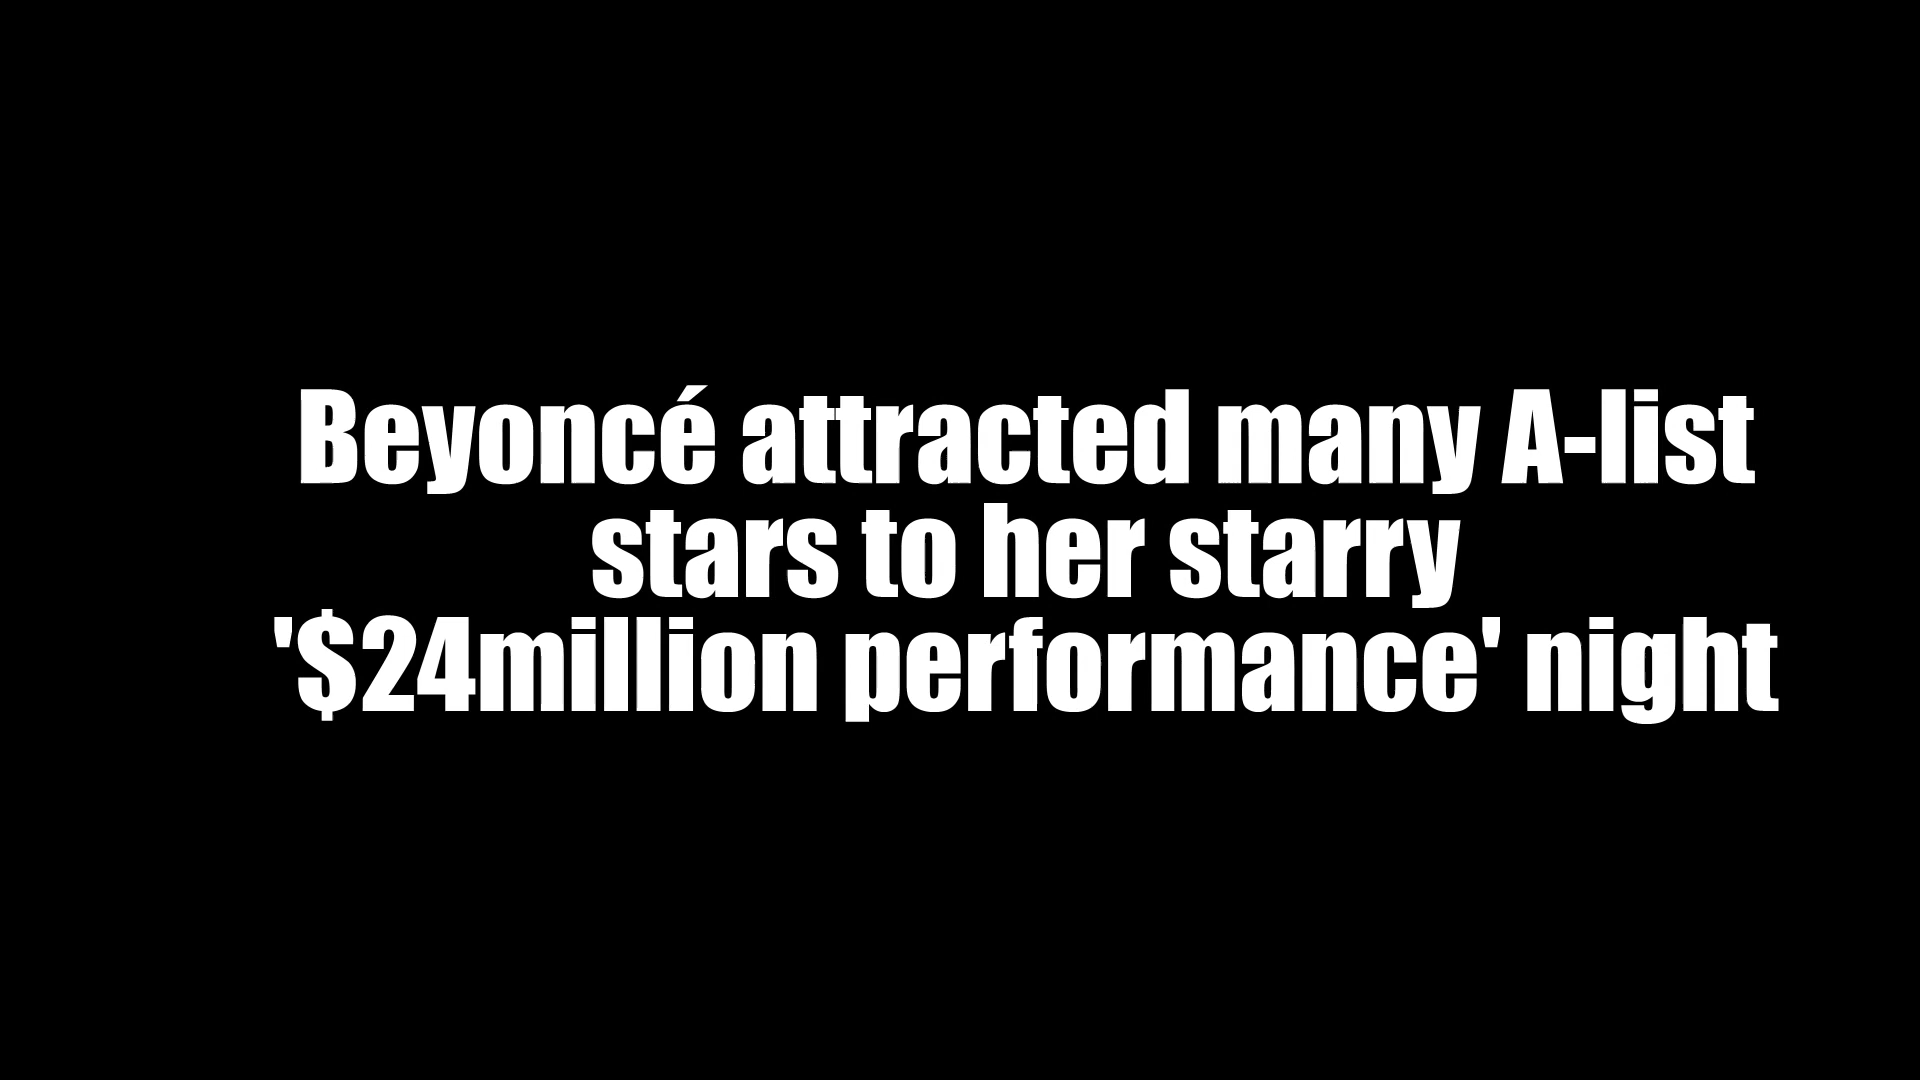 Beyoncé attracted many A-list
stars to her starry
'$24million performance' night